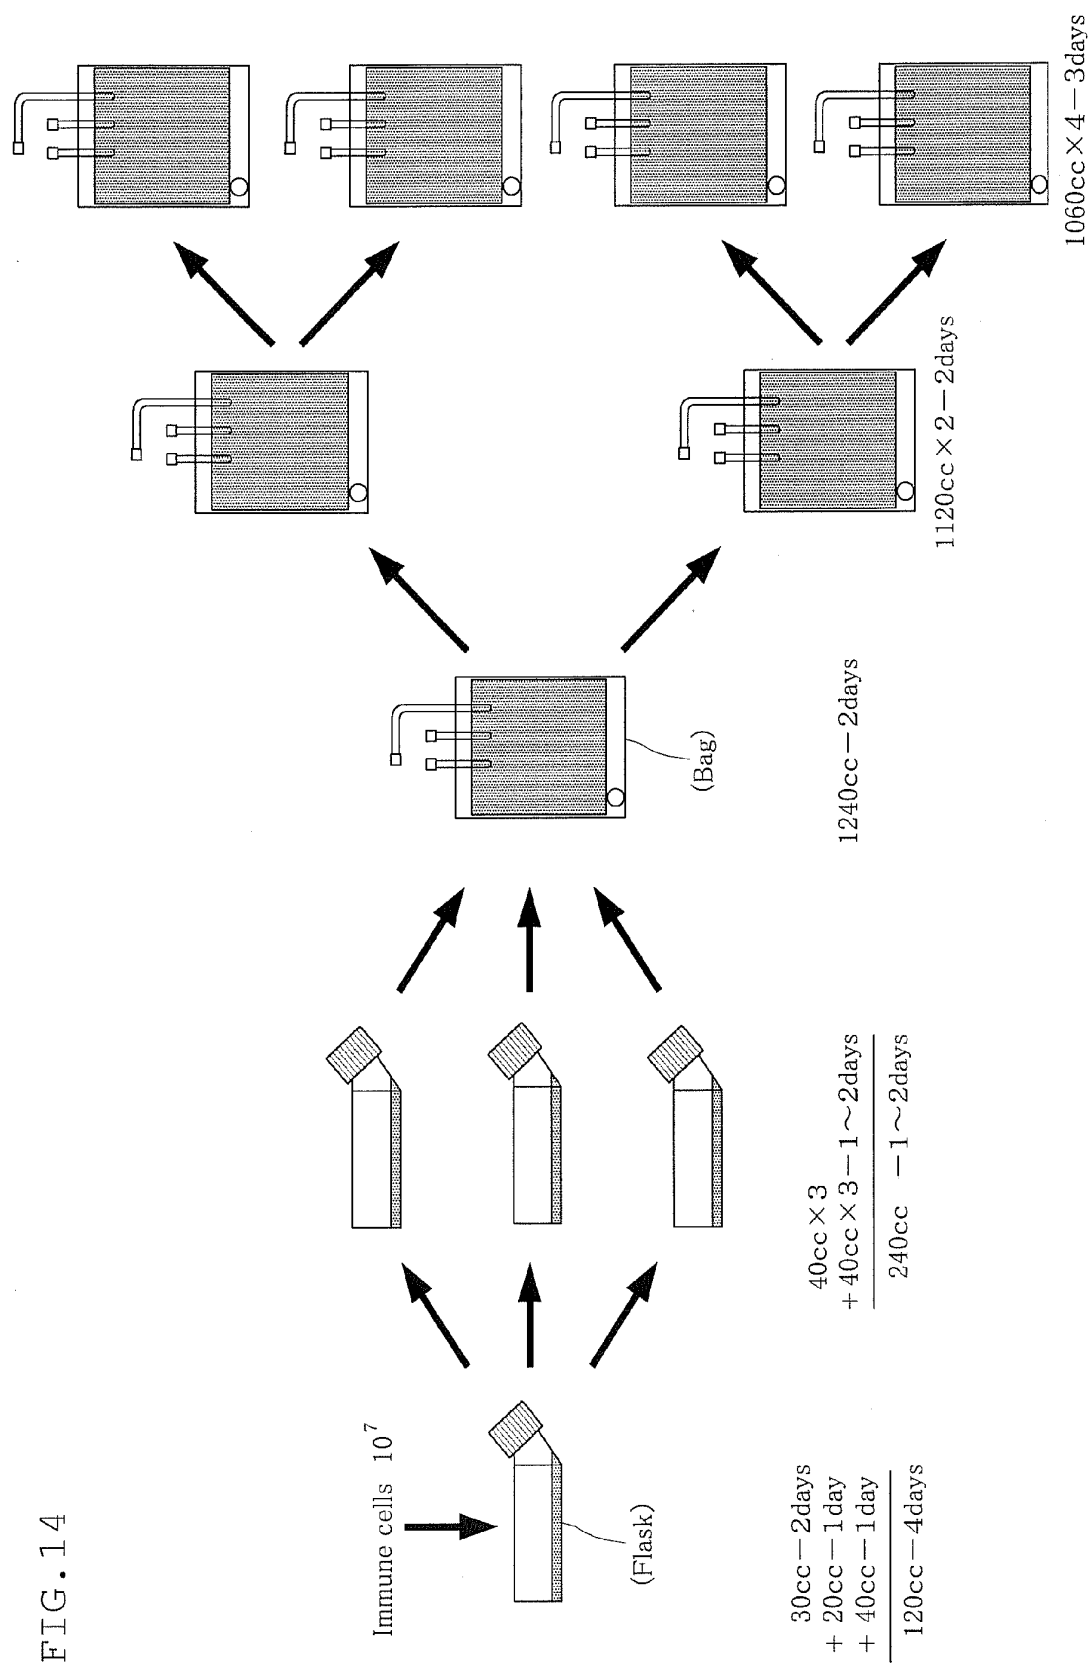 FIG.14
Immune cells 10⁷
(Flask)
30cc-2days
+20cc-1day
+40cc-1day
120cc-4days
40cc×3
+40cc×3-1~2days
240cc -1~2days
(Bag)
1240cc-2days
1120cc×2-2days
1060cc×4-3days